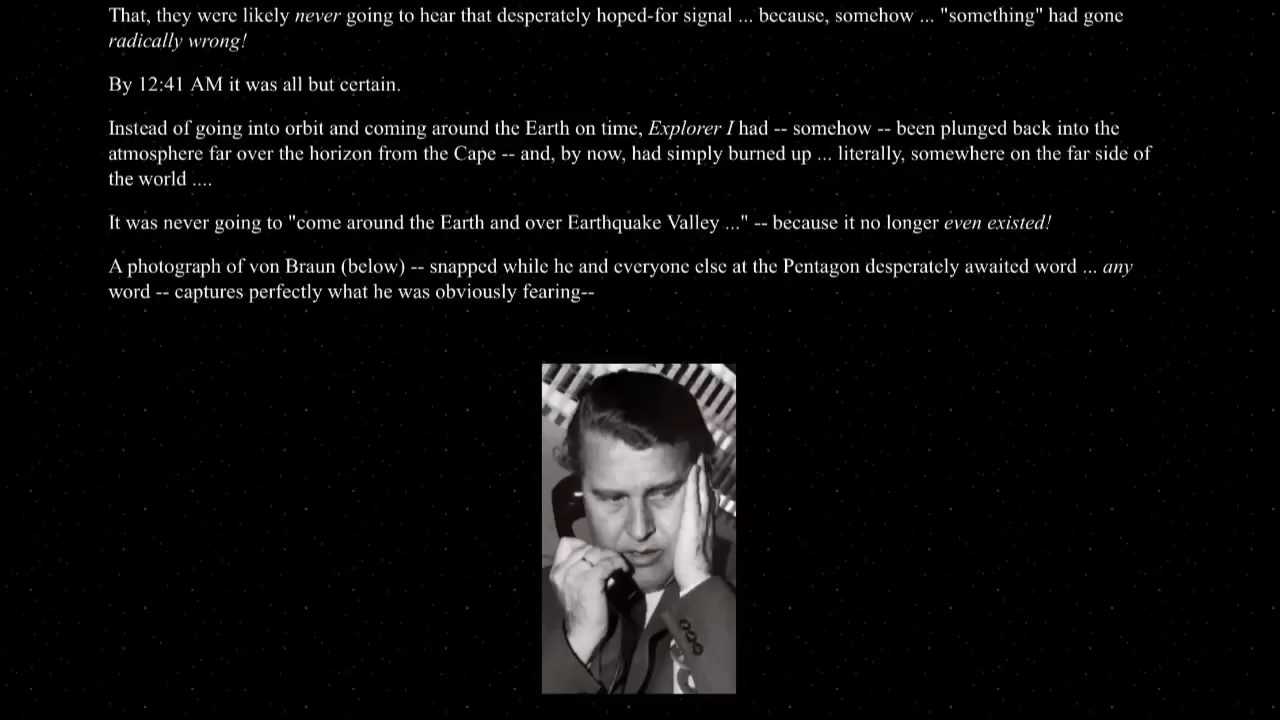 That, they were likely never going to hear that desperately hoped-for signal ... because, somehow ... "something" had gone
radically wrong!
By 12:41 AM it was all but certain.
Instead of going into orbit and coming around the Earth on time, Explorer I had -- somehow -- been plunged back into the
atmosphere far over the horizon from the Cape -- and, by now, had simply burned up ... literally, somewhere on the far side of
the world ....
It was never going to "come around the Earth and over Earthquake Valley ..." -- because it no longer even existed!
A photograph of von Braun (below) -- snapped while he and everyone else at the Pentagon desperately awaited word ... any
word -- captures perfectly what he was obviously fearing--